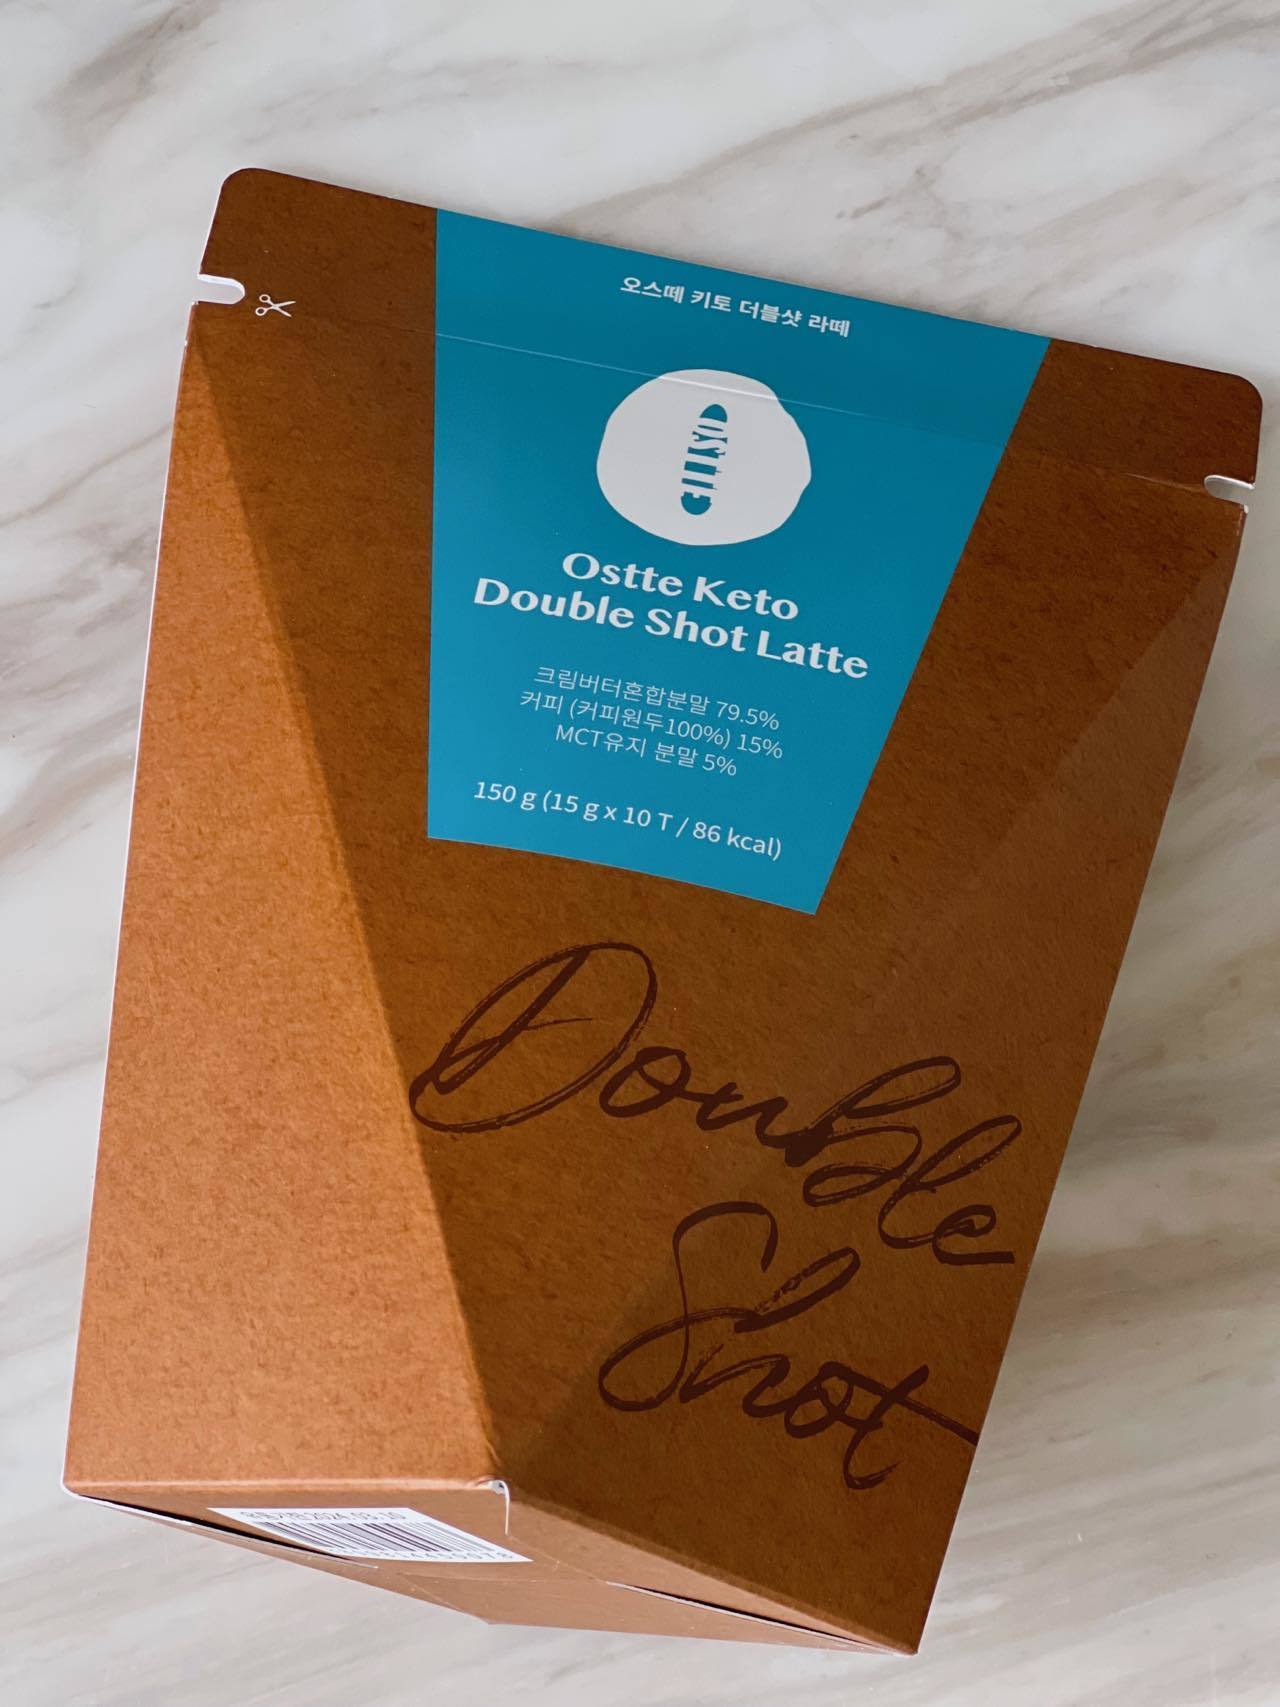 오스떼 키토 더블샷 라떼
Ostte Keto
Double Shot Latte
크림버터혼합분말 79.5%
커피 (커피원두100%) 15%
MCT유지 분말 5%
150 g (15 g x 10 T / 86 kcal)
Double
Shot